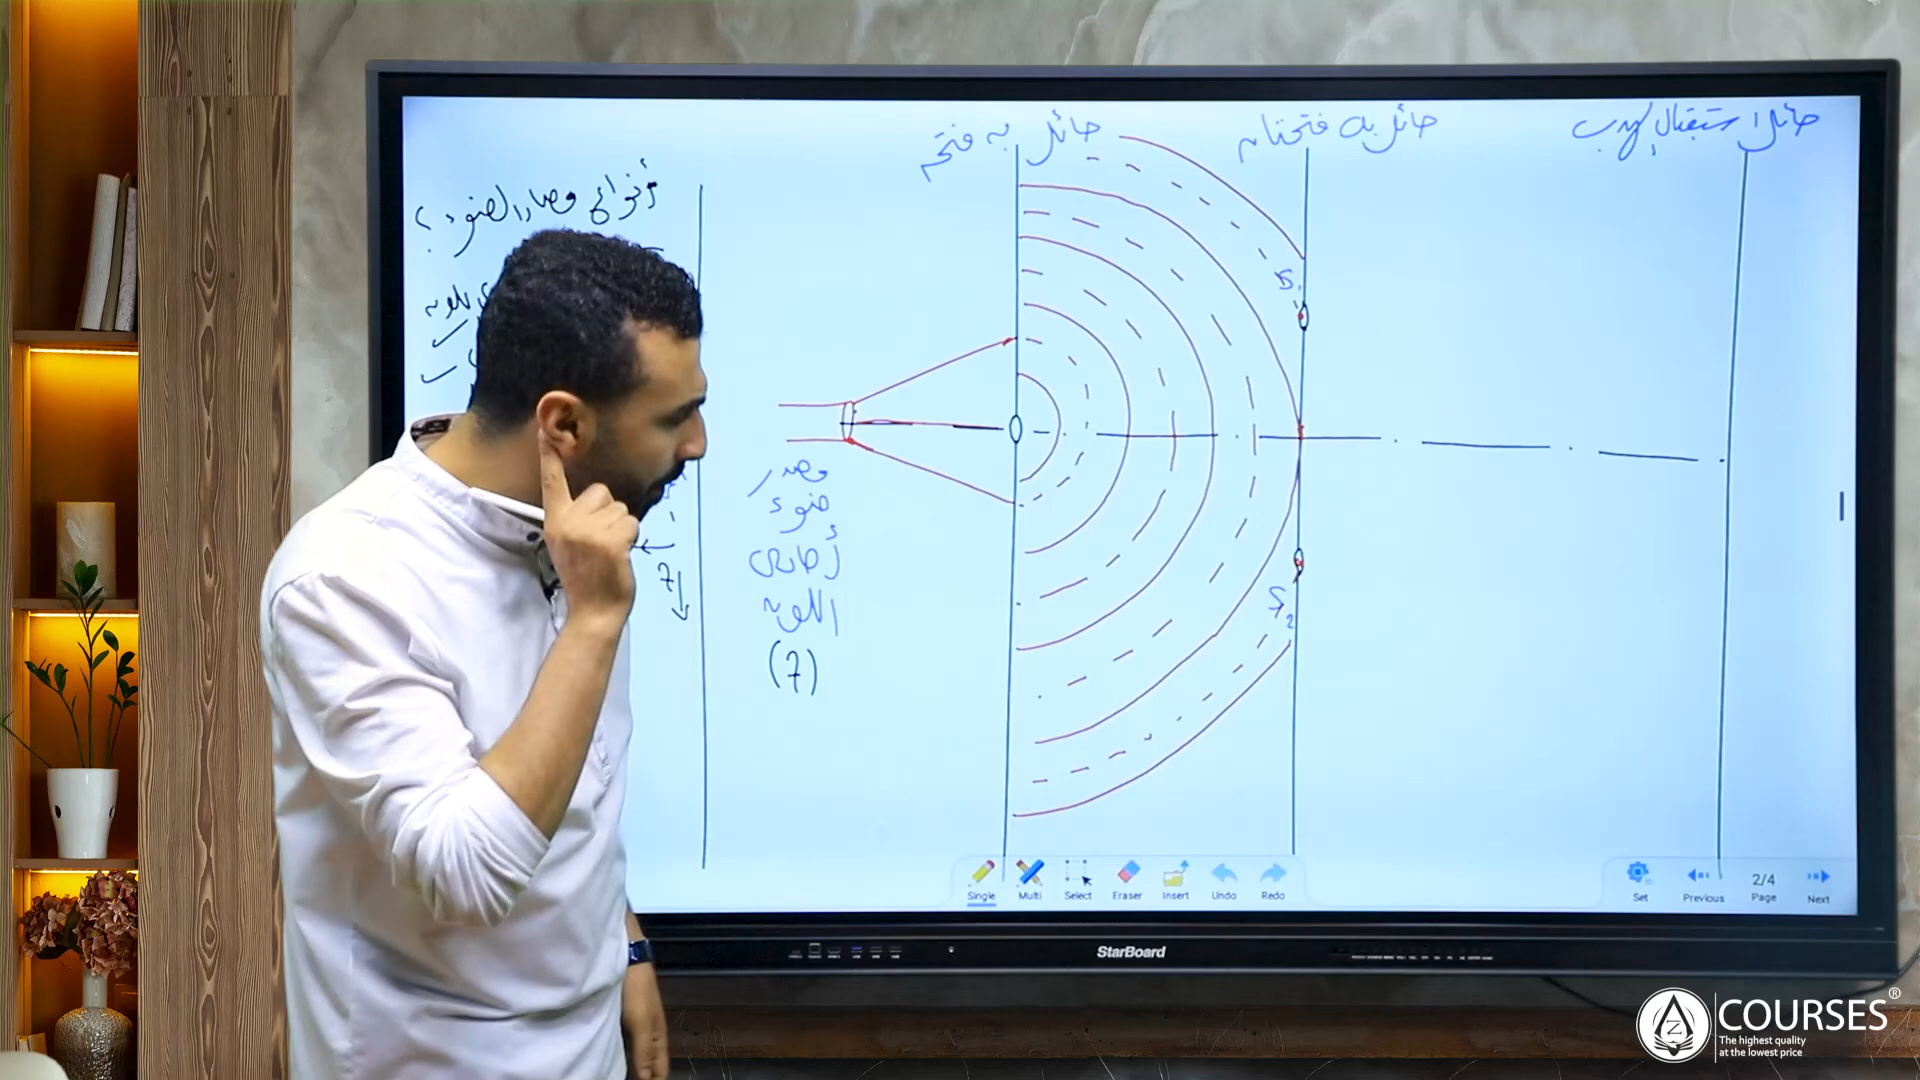 حائل به فتحة
حائل به فتحتان
حائل استقبال الهدب
أنواع مصادر الضوء ؟
S₁
مصدر
ضوء
أحادى
اللون
(λ)
λ
S₂
Single
Multi
Select
Eraser
Insert
Undo
Redo
Set
Previous
2/4
Page
Next
StarBoard
COURSES®
The highest quality
at the lowest price